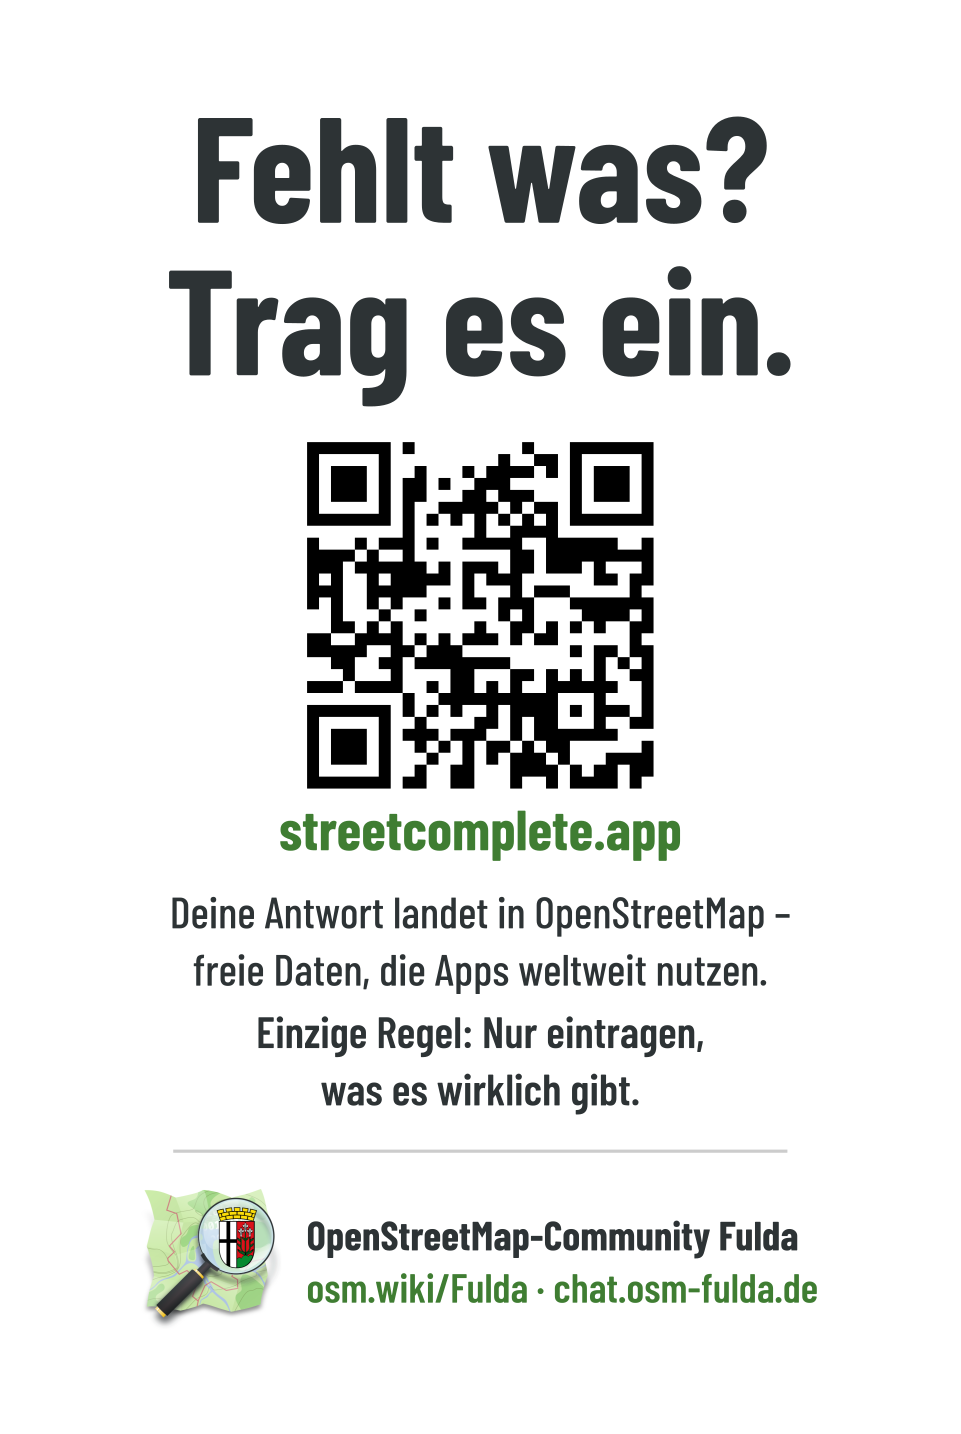 Fehlt was?
Trag es ein.
streetcomplete.app
Deine Antwort landet in OpenStreetMap –
freie Daten, die Apps weltweit nutzen.
Einzige Regel: Nur eintragen,
was es wirklich gibt.
OpenStreetMap-Community Fulda
osm.wiki/Fulda · chat.osm-fulda.de